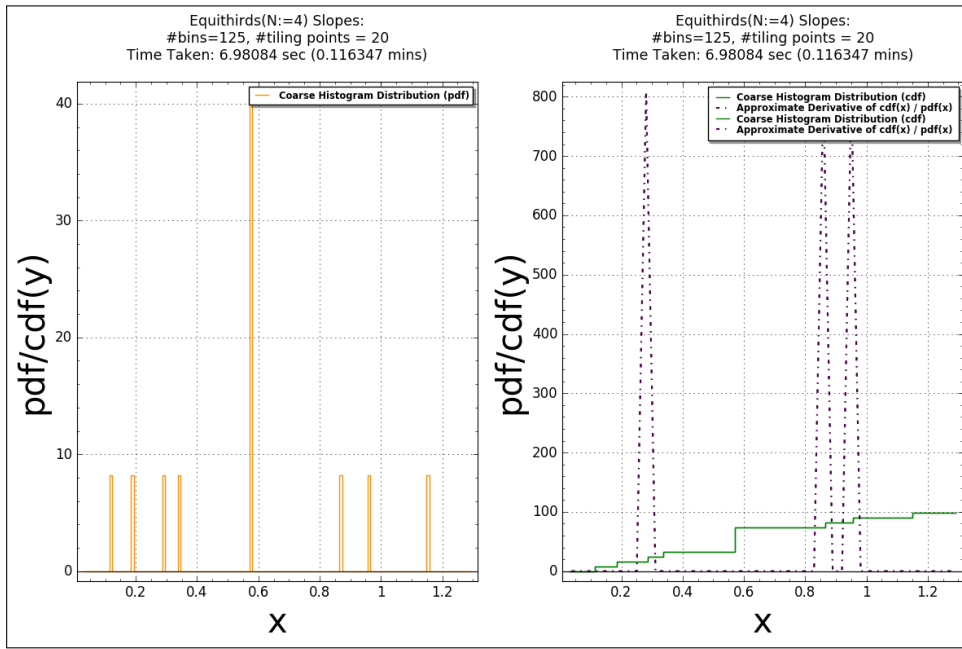 Equithirds(N:=4) Slopes:
#bins=125, #tiling points = 20
Time Taken: 6.98084 sec (0.116347 mins)
Coarse Histogram Distribution (pdf)
40
30
20
10
0
pdf/cdf(y)
0.2 0.4 0.6 0.8 1 1.2
x
Equithirds(N:=4) Slopes:
#bins=125, #tiling points = 20
Time Taken: 6.98084 sec (0.116347 mins)
Coarse Histogram Distribution (cdf)
Approximate Derivative of cdf(x) / pdf(x)
Coarse Histogram Distribution (cdf)
Approximate Derivative of cdf(x) / pdf(x)
800
700
600
500
400
300
200
100
0
pdf/cdf(y)
0.2 0.4 0.6 0.8 1 1.2
x